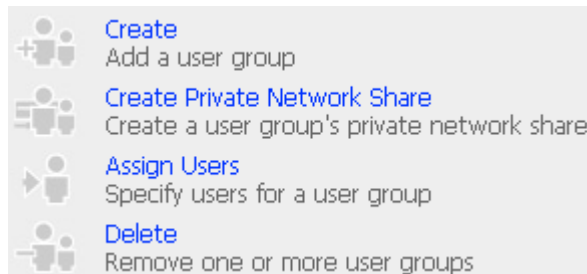 Create
Add a user group
Create Private Network Share
Create a user group's private network share
Assign Users
Specify users for a user group
Delete
Remove one or more user groups